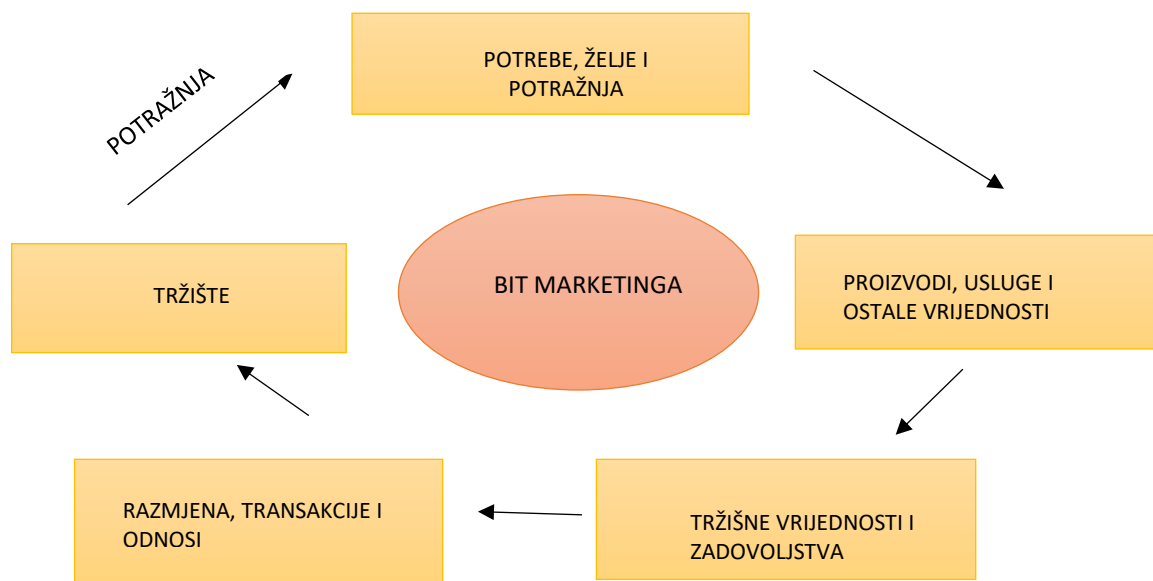 POTREBE, ŽELJE I
POTRAŽNJA
POTRAŽNJA
TRŽIŠTE
BIT MARKETINGA
PROIZVODI, USLUGE I
OSTALE VRIJEDNOSTI
RAZMJENA, TRANSAKCIJE I
ODNOSI
TRŽIŠNE VRIJEDNOSTI I
ZADOVOLJSTVA